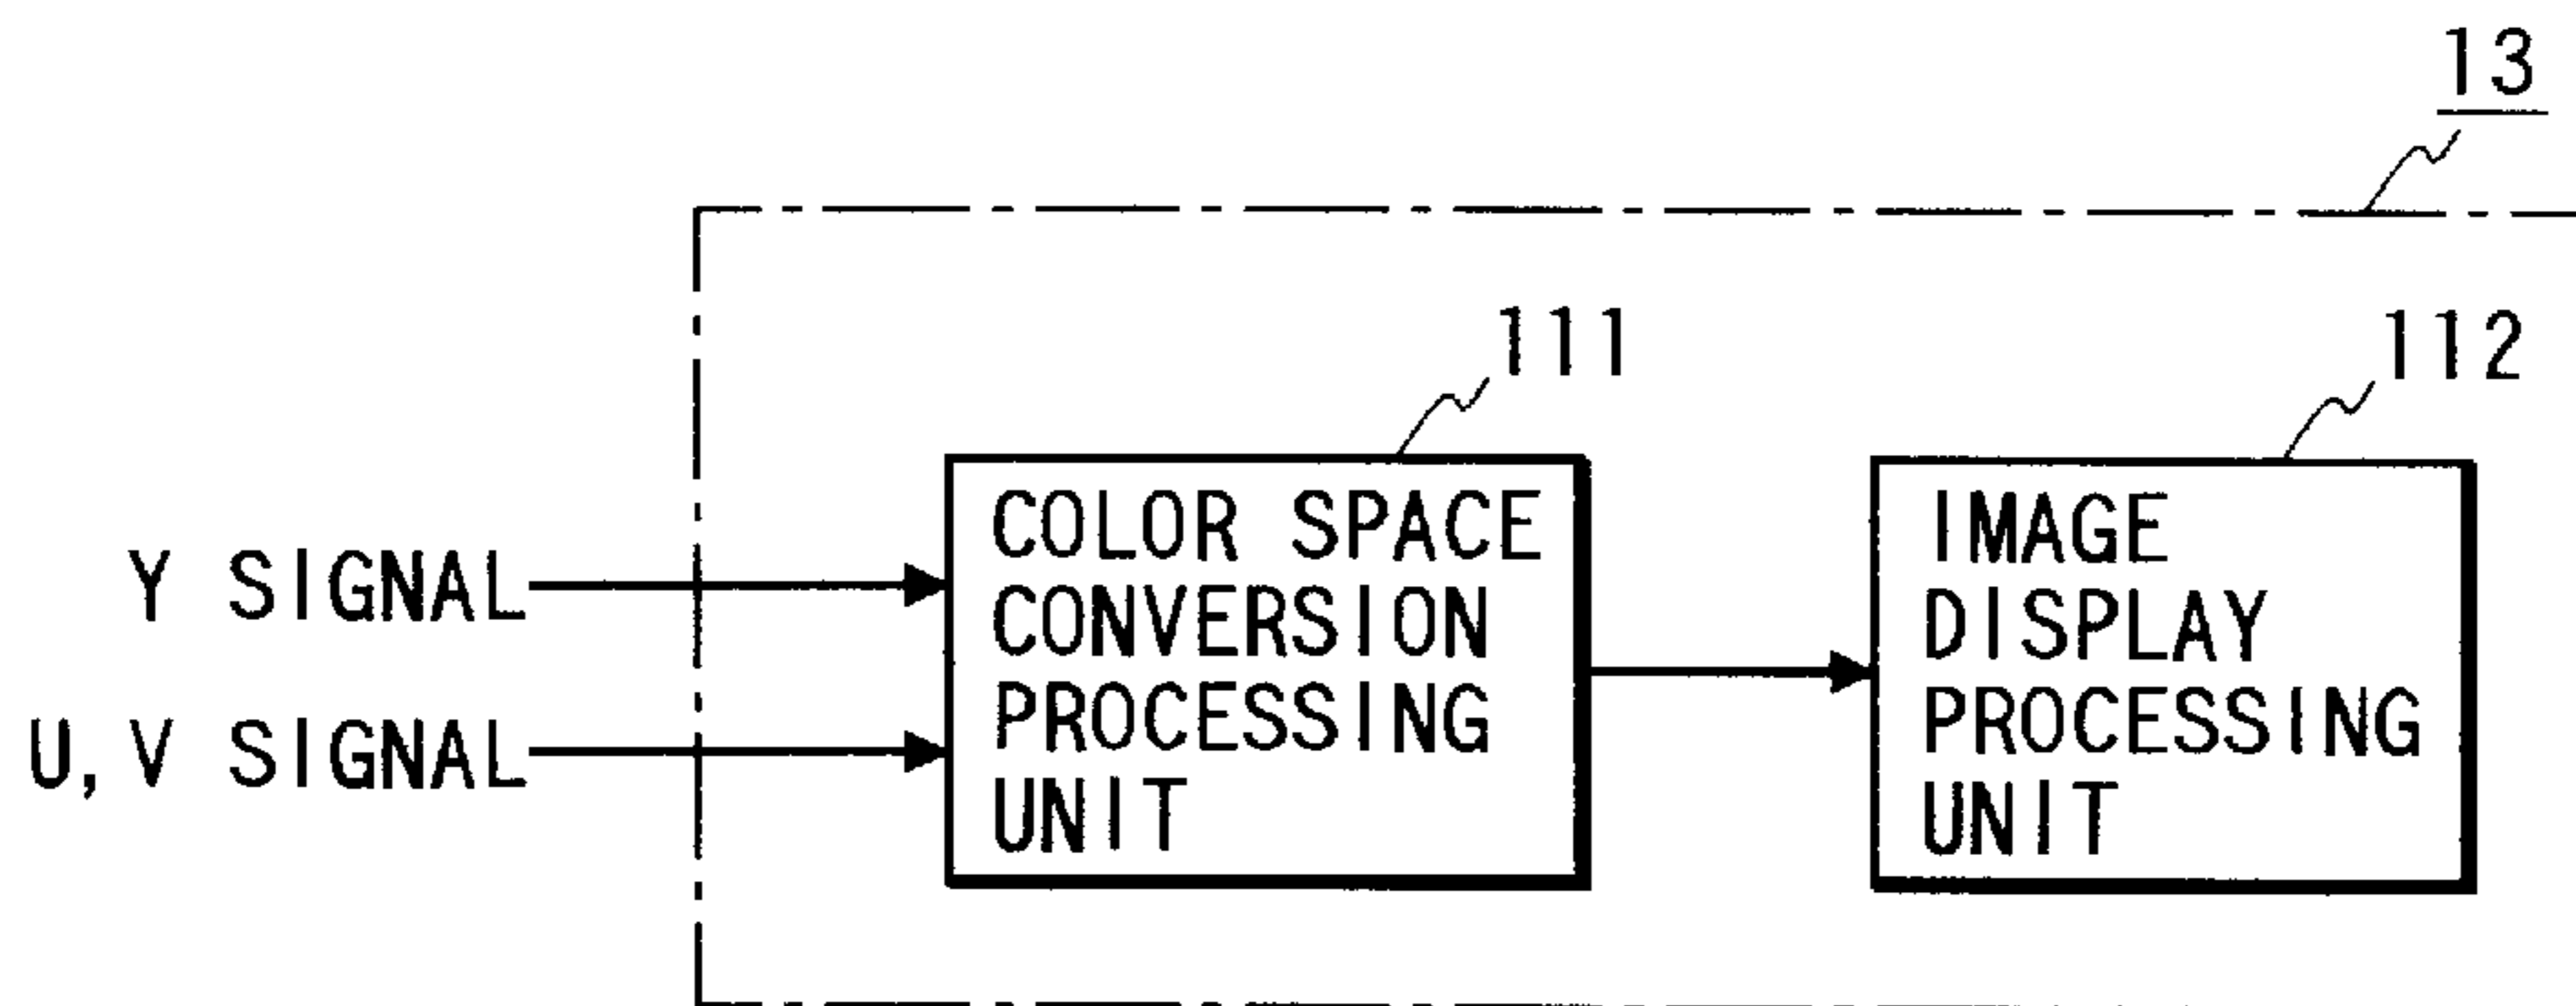 13
111
112
Y SIGNAL
U, V SIGNAL
COLOR SPACE
CONVERSION
PROCESSING
UNIT
IMAGE
DISPLAY
PROCESSING
UNIT